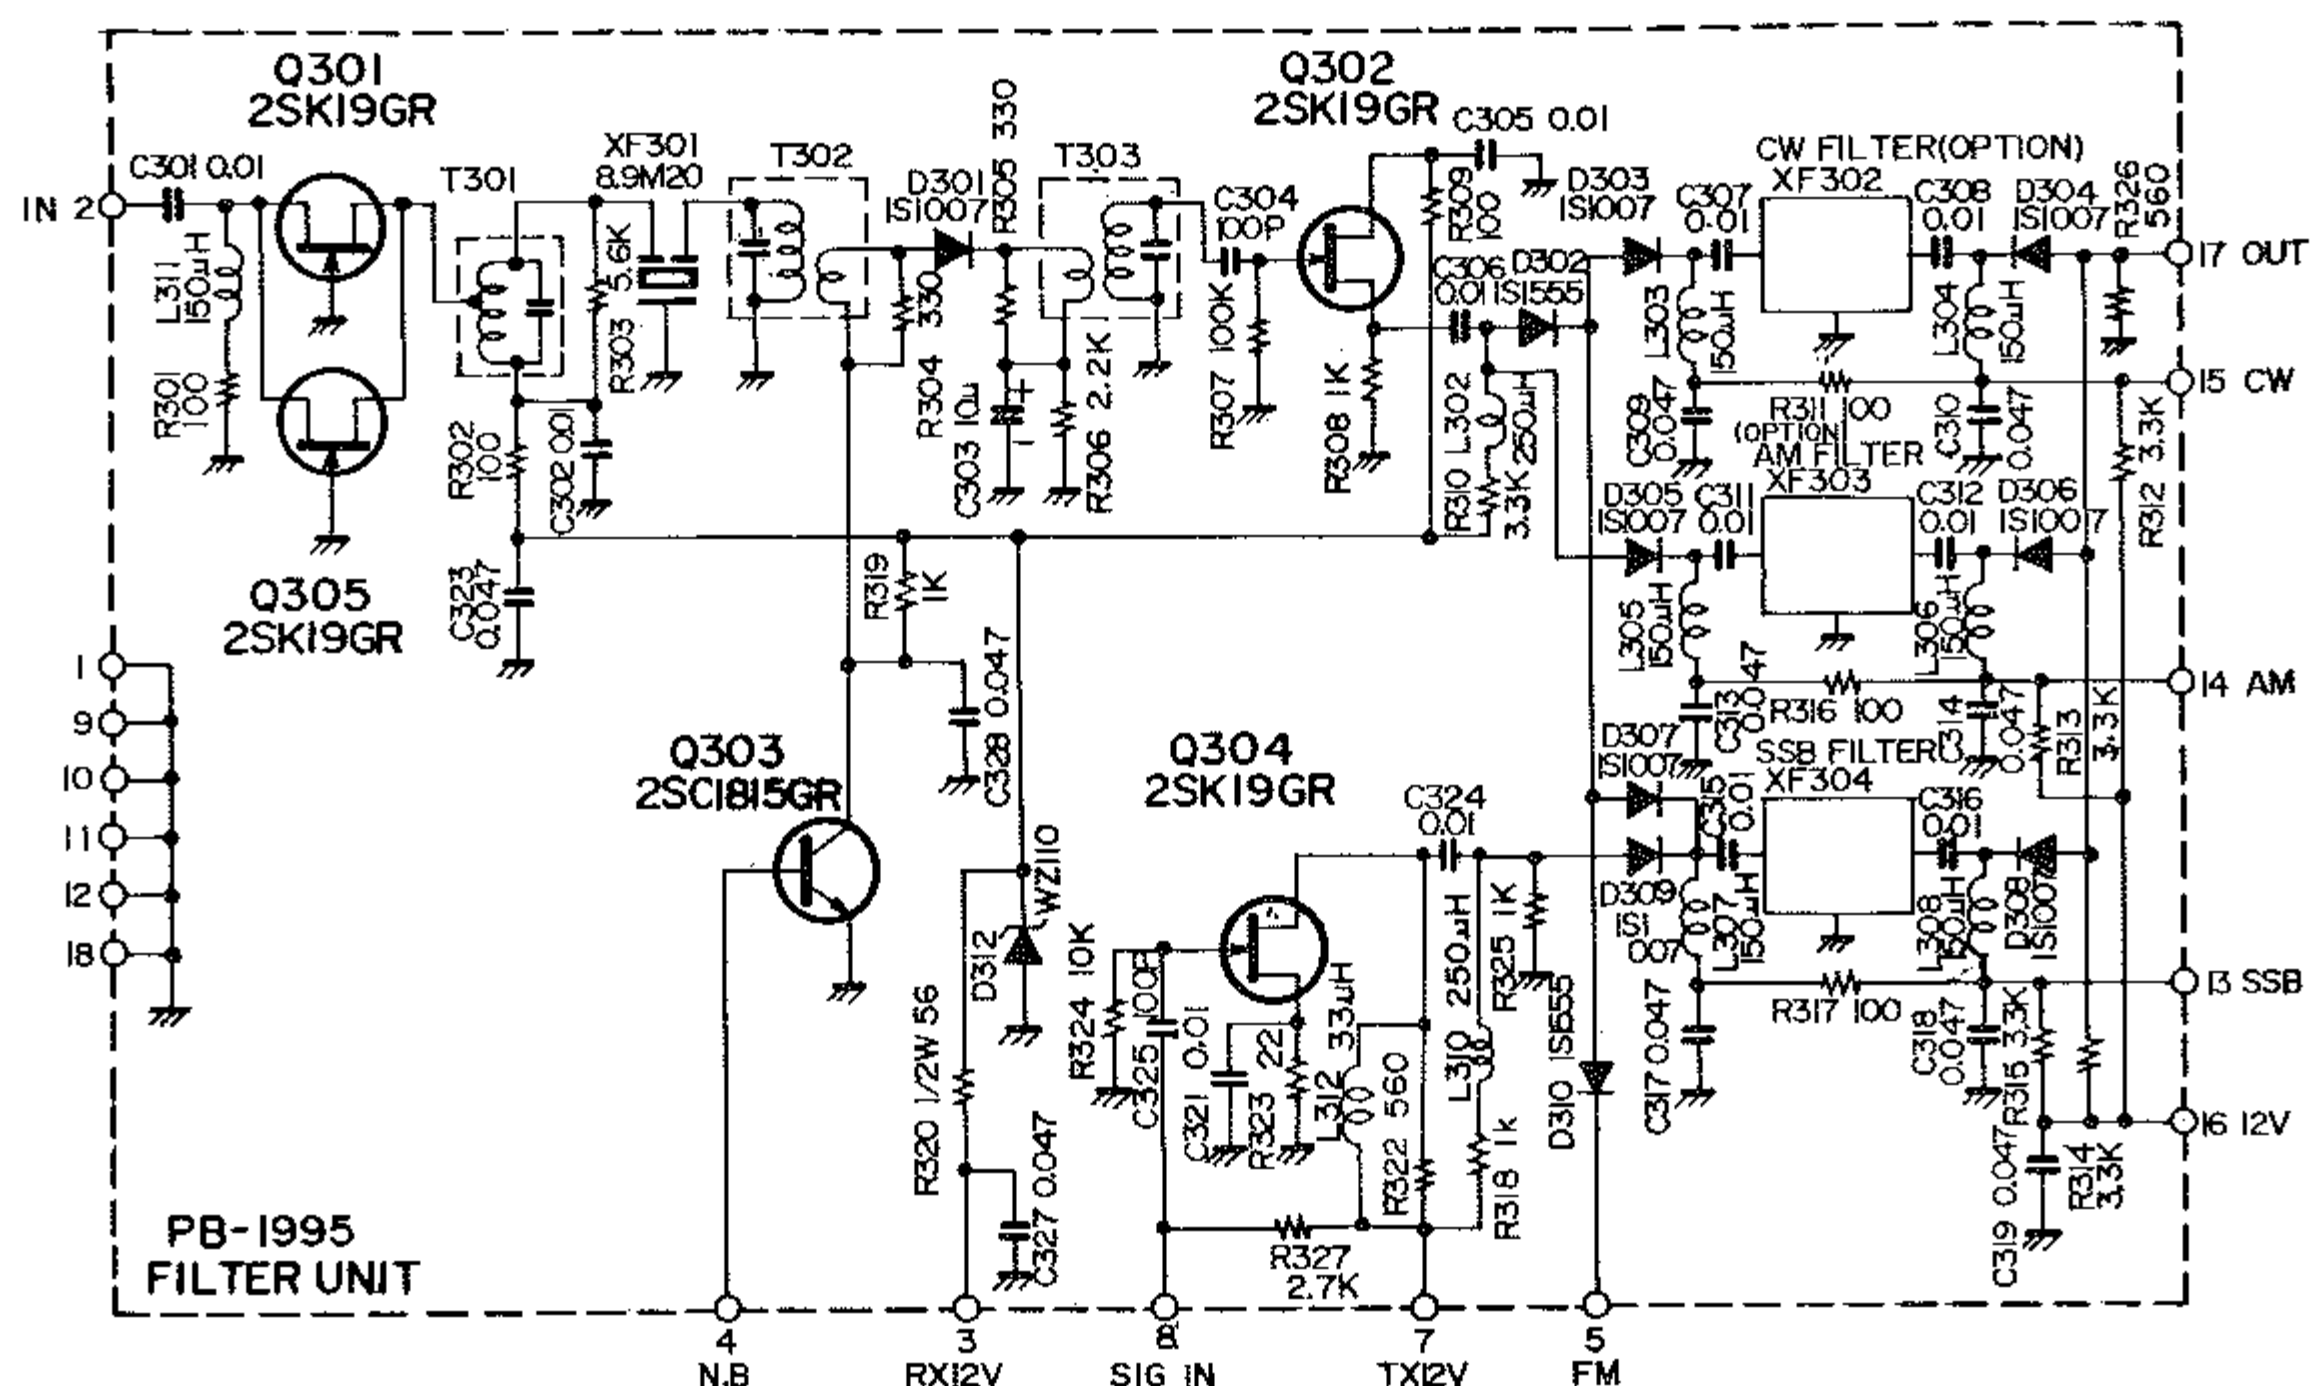 Q301
2SK19GR
Q302
2SK19GR
C301 0.01
IN 2
L311
150μH
R301
100
Q305
2SK19GR
T301
XF301
8.9M20
R303 5.6K
R302
100
C302 0.01
C323
0.047
T302
D301
1S1007
R305 330
T303
R304 330
C303 10μ
+
-
R306 2.2K
C304
100P
R307 100K
R308 1K
C305 0.01
R309
100
C306
0.01
D302
1S1555
R310 L302
3.3K 250μH
D303
1S1007
C307
0.01
CW FILTER(OPTION)
XF302
C308
0.01
D304
1S1007
R326
560
17 OUT
L303
150μH
L304
150μH
15 CW
C309
0.047
R311 100
C310
0.047
R312 3.3K
(OPTION)
AM FILTER
XF303
D305
1S1007
C311
0.01
C312
0.01
D306
1S1007
L305
150μH
L306
150μH
14 AM
C313
0.047
R316 100
C314
0.047
R313
3.3K
SSB FILTER
XF304
D307
1S1007
C315
0.01
C316
0.01
D309
1S1
007
L307
150μH
L308
150μH
D308
1S1007
13 SSB
C317 0.047
R317 100
C318
0.047
R315 3.3K
16 12V
C319 0.047
R314
3.3K
R319
1K
C328 0.047
Q303
2SC1815GR
WZ110
D312
R320 1/2W 56
C327 0.047
Q304
2SK19GR
C324
0.01
R324 10K
C325 100P
C321 0.01
R323 22
L312 33μH
R322 560
L310 250μH
R325 1K
R318 1k
D310 1S1555
R327
2.7K
1
9
10
11
12
18
PB-1995
FILTER UNIT
4
N.B
3
RX12V
8
SIG IN
7
TX12V
5
FM